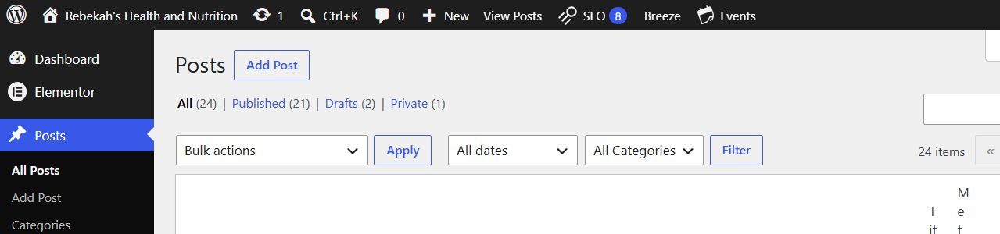 Rebekah's Health and Nutrition 1 Ctrl+K 0 New View Posts SEO 8 Breeze Events
Dashboard
Elementor
Posts
All Posts
Add Post
Categories
Posts Add Post
All (24) | Published (21) | Drafts (2) | Private (1)
Bulk actions Apply All dates All Categories Filter 24 items «
T
it
M
e
t